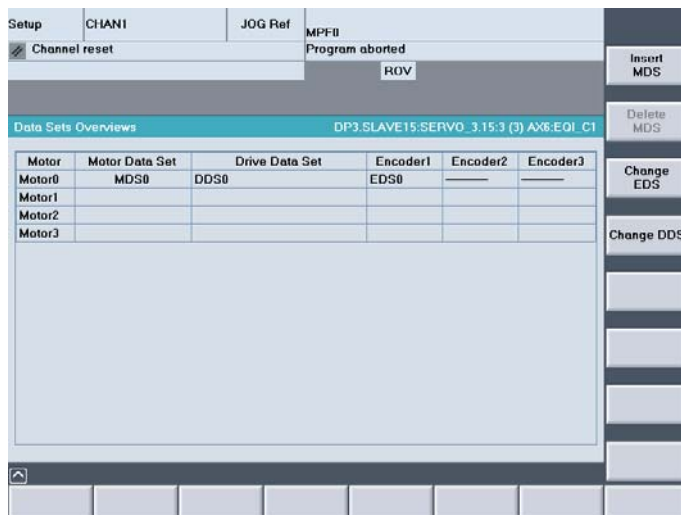 Setup CHAN1 JOG Ref MPF0
Channel reset Program aborted
ROV
Data Sets Overviews DP3.SLAVE15:SERVO_3.15:3 (3) AX6:EQI_C1
Motor Motor Data Set Drive Data Set Encoder1 Encoder2 Encoder3
Motor0 MDS0 DDS0 EDS0 —— ——
Motor1
Motor2
Motor3
Insert
MDS
Delete
MDS
Change
EDS
Change DDS